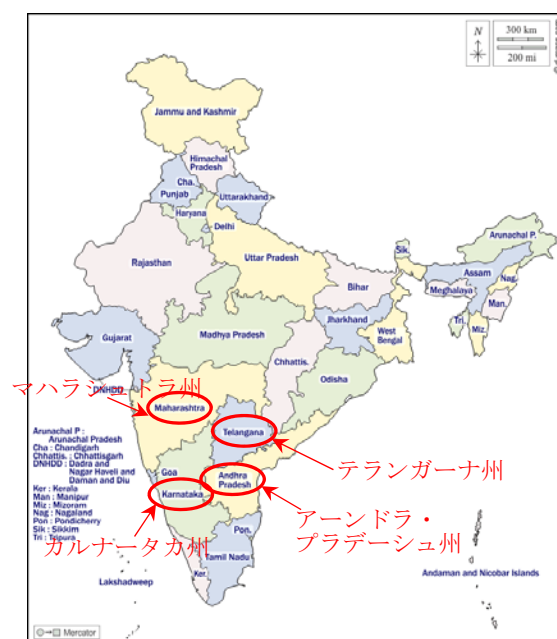 N
300 km
200 mi
Jammu and Kashmir
Himachal
Pradesh
Cha.
Punjab
Uttarakhand
Haryana
Delhi
Arunachal P.
Sik.
Rajasthan
Uttar Pradesh
Assam
Nag.
Bihar
Meghalaya
Man.
Jharkhand
Tri.
Miz.
West
Bengal
Gujarat
Madhya Pradesh
Chhattis.
Odisha
DNHDD
マハラシュトラ州
Maharashtra
Telangana
テランガーナ州
Arunachal P :
Arunachal Pradesh
Cha : Chandigarh
Chhattis. : Chhattisgarh
DNHDD : Dadra and
Nagar Haveli and
Daman and Diu
Ker : Kerala
Man : Manipur
Miz : Mizoram
Nag : Nagaland
Pon : Pondicherry
Sik : Sikkim
Tri : Tripura
Goa
Andhra
Pradesh
Karnataka
アーンドラ・
プラデーシュ州
カルナータカ州
Pon.
Tamil Nadu
Ker.
Lakshadweep
Andaman and Nicobar Islands
Mercator